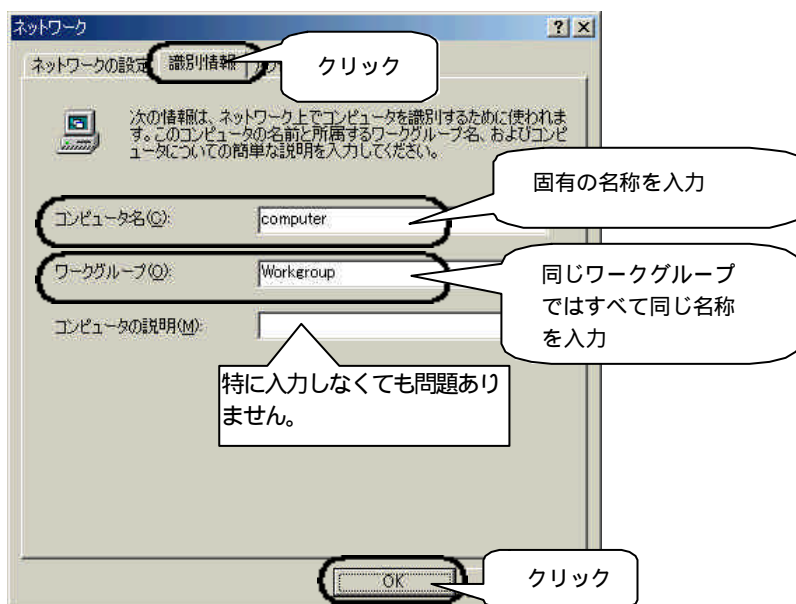 ネットワーク
ネットワークの設定 識別情報
クリック
次の情報は、ネットワーク上でコンピュータを識別するために使われま
す。このコンピュータの名前と所属するワークグループ名、およびコンピ
ュータについての簡単な説明を入力してください。
固有の名称を入力
コンピュータ名(C): computer
ワークグループ(O): Workgroup
同じワークグループ
ではすべて同じ名称
を入力
コンピュータの説明(M):
特に入力しなくても問題あり
ません。
OK
クリック